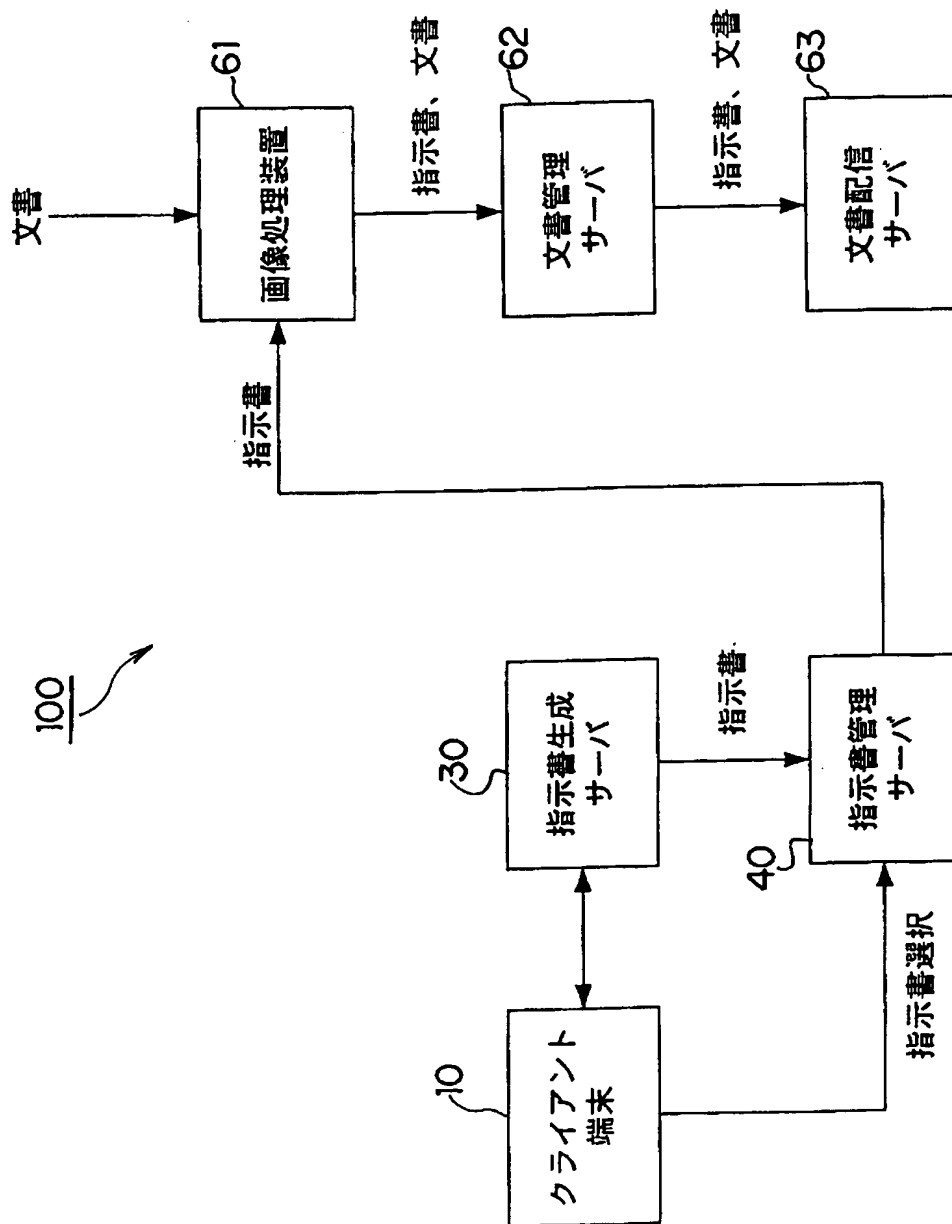 100
文書
61
画像処理装置
指示書
指示書、文書
10
クライアント
端末
30
指示書生成
サーバ
62
文書管理
サーバ
指示書
指示書、文書
40
指示書管理
サーバ
63
文書配信
サーバ
指示書選択